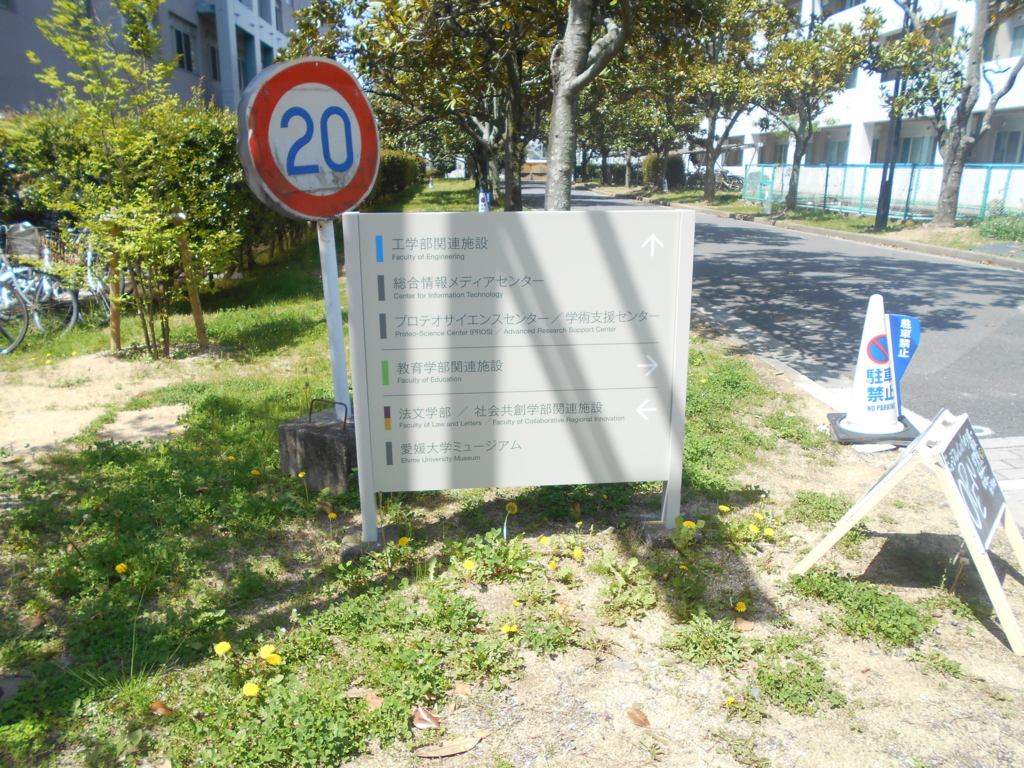 20
工学部関連施設
Faculty of Engineering
総合情報メディアセンター
Center for Information Technology
プロテオサイエンスセンター ／ 学術支援センター
Proteo-Science Center (PROS) ／ Advanced Research Support Center
教育学部関連施設
Faculty of Education
法文学部 ／ 社会共創学部関連施設
Faculty of Law and Letters ／ Faculty of Collaborative Regional Innovation
愛媛大学ミュージアム
Ehime University Museum
駐車禁止
駐車
禁止
NO PARKING